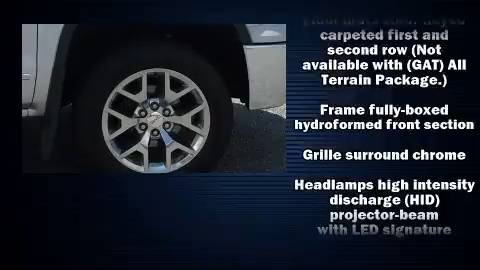 carpeted first and
second row (Not
available with (GAT) All
Terrain Package.)
Frame fully-boxed
hydroformed front section
Grille surround chrome
Headlamps high intensity
discharge (HID)
projector-beam
with LED signature